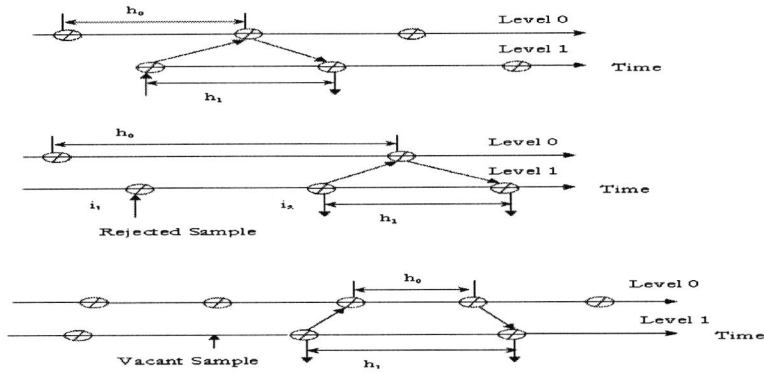 h₀
Level 0
Level 1
Time
h₁
h₀
Level 0
Level 1
Time
i₁
i₂
h₁
Rejected Sample
h₀
Level 0
Level 1
Time
Vacant Sample
h₁